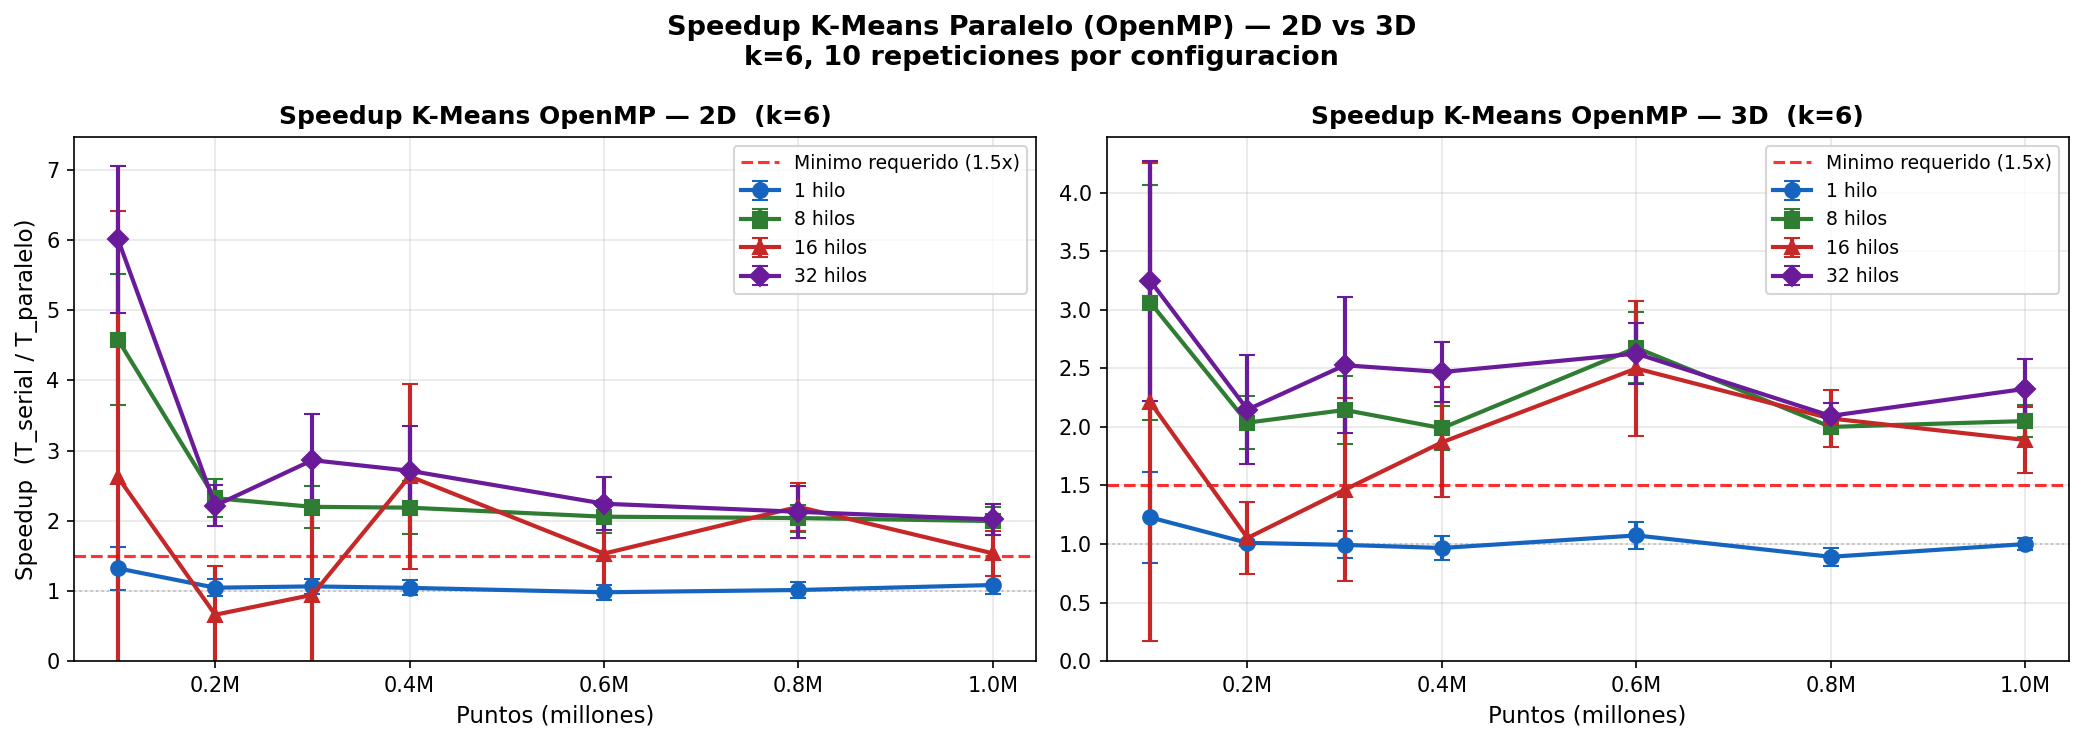 Speedup K-Means Paralelo (OpenMP) — 2D vs 3D
k=6, 10 repeticiones por configuracion
Speedup K-Means OpenMP — 2D  (k=6)
Speedup (T_serial / T_paralelo)
7
6
5
4
3
2
1
0
Minimo requerido (1.5x)
1 hilo
8 hilos
16 hilos
32 hilos
0.2M
0.4M
0.6M
0.8M
1.0M
Puntos (millones)
Speedup K-Means OpenMP — 3D  (k=6)
4.0
3.5
3.0
2.5
2.0
1.5
1.0
0.5
0.0
Minimo requerido (1.5x)
1 hilo
8 hilos
16 hilos
32 hilos
0.2M
0.4M
0.6M
0.8M
1.0M
Puntos (millones)